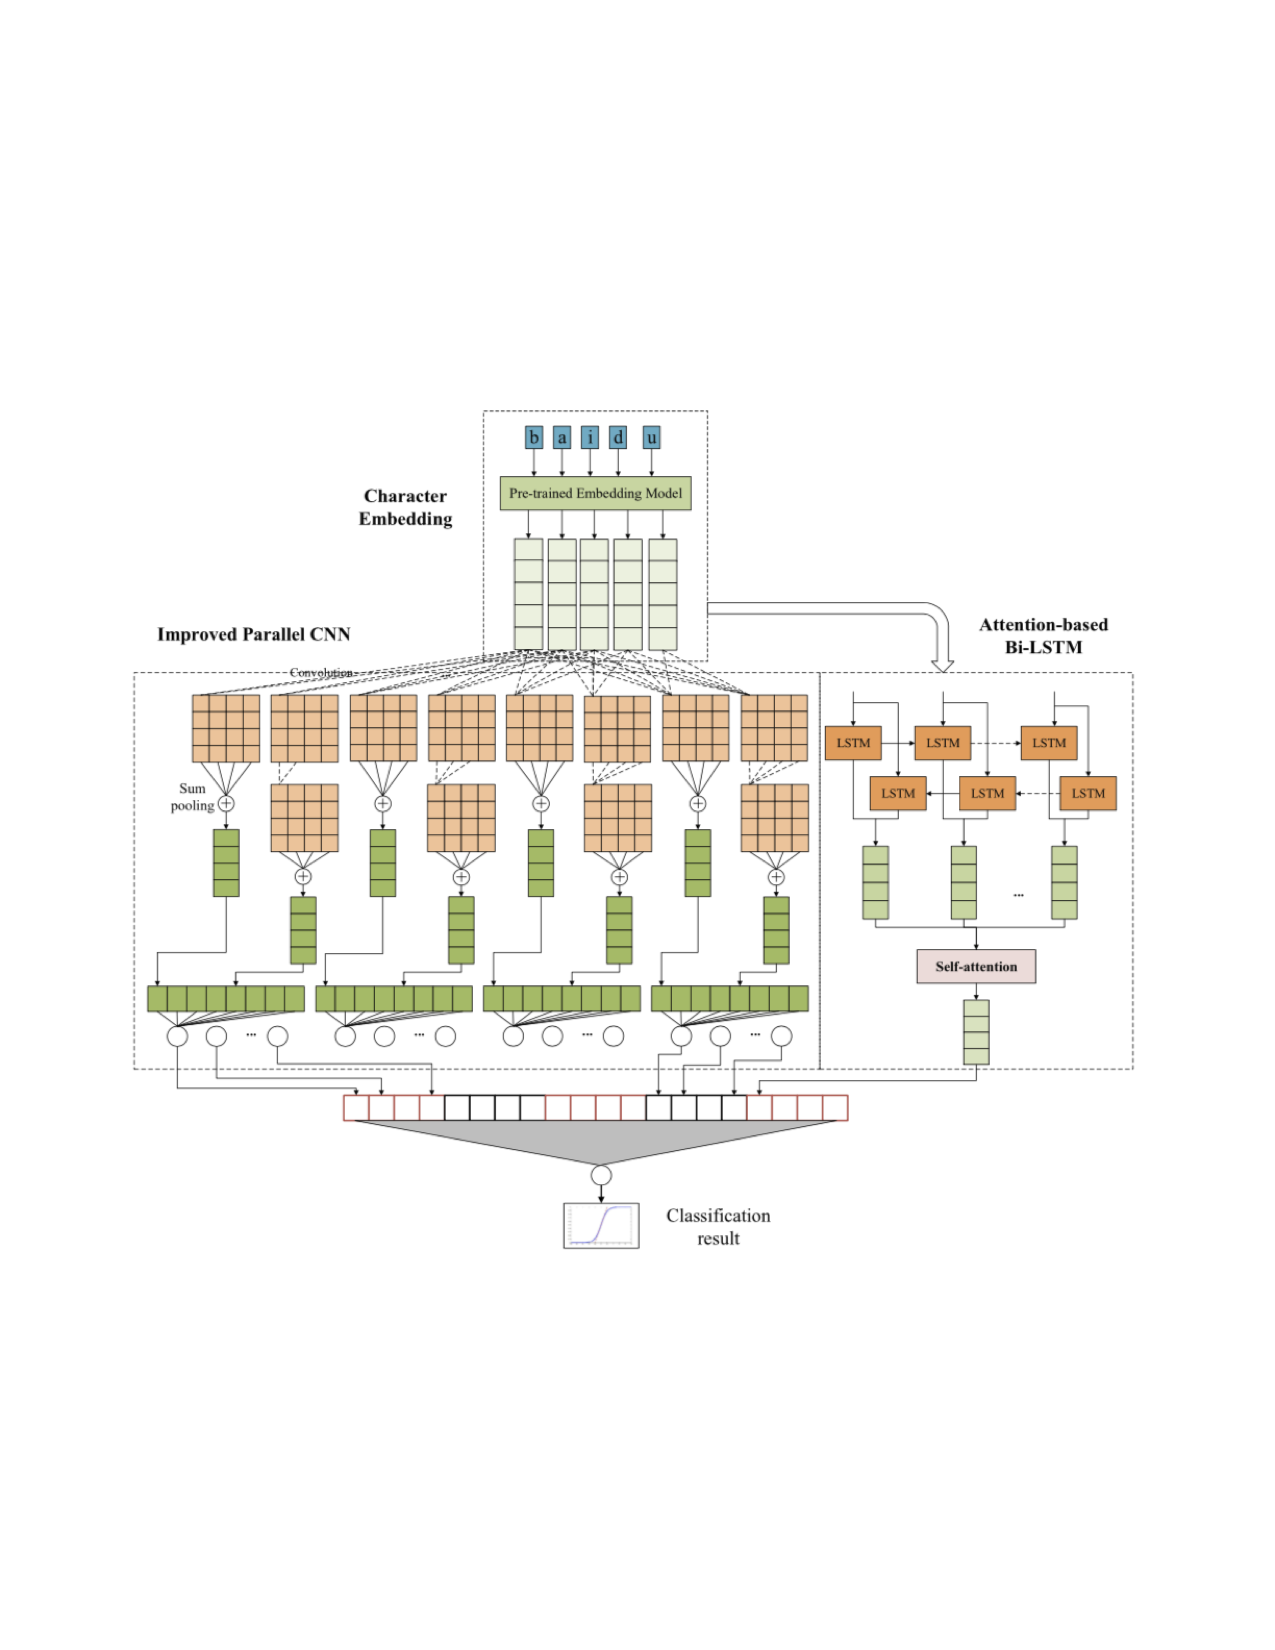 b a i d u
Pre-trained Embedding Model
Character
Embedding
Improved Parallel CNN
Attention-based
Bi-LSTM
Convolution
...
LSTM LSTM LSTM
LSTM LSTM LSTM
Sum
pooling
...
Self-attention
... ... ... ...
Classification
result